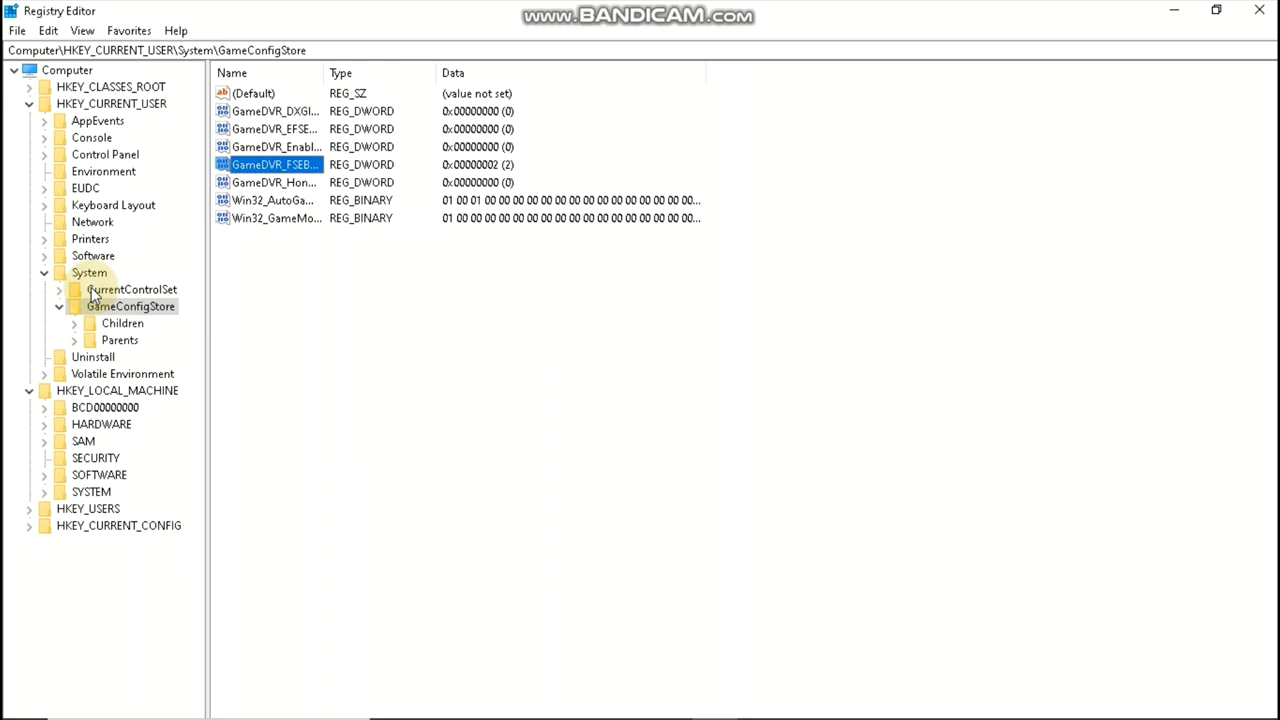 Registry Editor
www.BANDICAM.com
File Edit View Favorites Help
Computer\HKEY_CURRENT_USER\System\GameConfigStore
Computer
HKEY_CLASSES_ROOT
HKEY_CURRENT_USER
AppEvents
Console
Control Panel
Environment
EUDC
Keyboard Layout
Network
Printers
Software
System
CurrentControlSet
GameConfigStore
Children
Parents
Uninstall
Volatile Environment
HKEY_LOCAL_MACHINE
BCD00000000
HARDWARE
SAM
SECURITY
SOFTWARE
SYSTEM
HKEY_USERS
HKEY_CURRENT_CONFIG
Name Type Data
(Default) REG_SZ (value not set)
GameDVR_DXGI... REG_DWORD 0x00000000 (0)
GameDVR_EFSE... REG_DWORD 0x00000000 (0)
GameDVR_Enabl... REG_DWORD 0x00000000 (0)
GameDVR_FSEB... REG_DWORD 0x00000002 (2)
GameDVR_Hon... REG_DWORD 0x00000000 (0)
Win32_AutoGa... REG_BINARY 01 00 01 00 00 00 00 00 00 00 00 00 00 00 00 00 00 00...
Win32_GameMo... REG_BINARY 01 00 00 00 00 00 00 00 00 00 00 00 00 00 00 00 00 00...